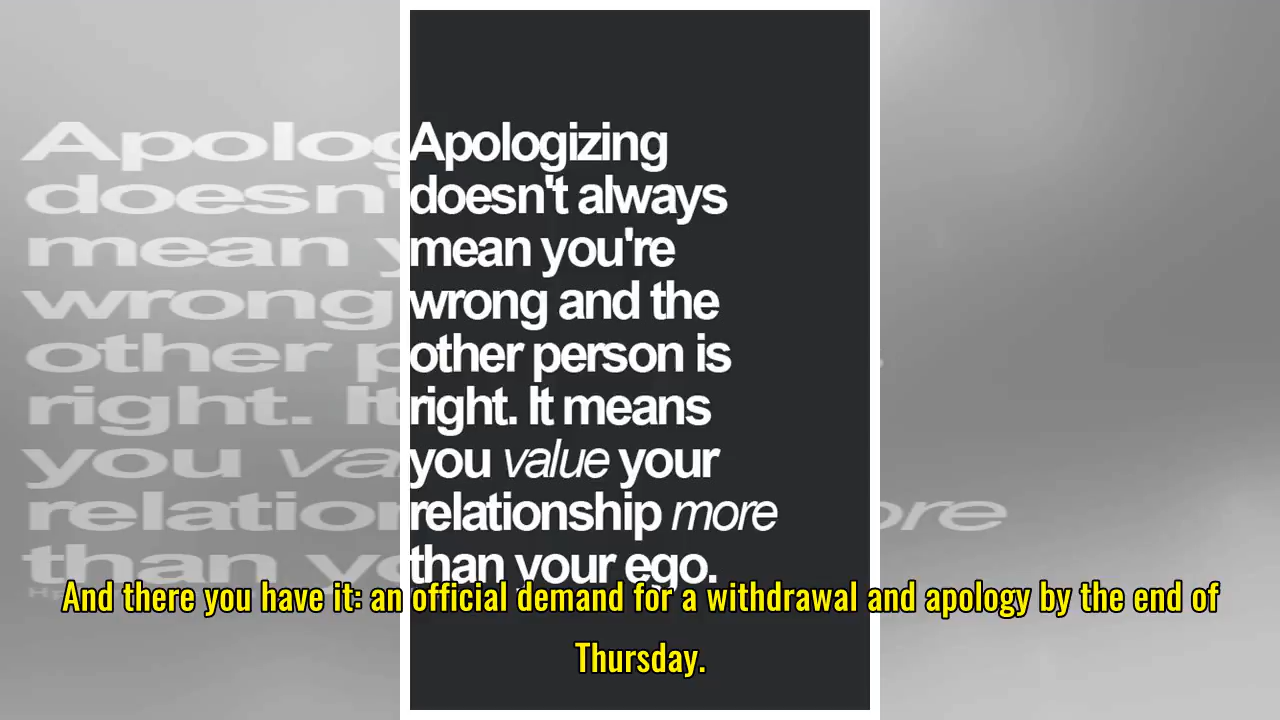 Apologizing
doesn't always
mean you're
wrong and the
other person is
right. It means
you value your
relationship more
than your ego.
And there you have it: an official demand for a withdrawal and apology by the end of
Thursday.